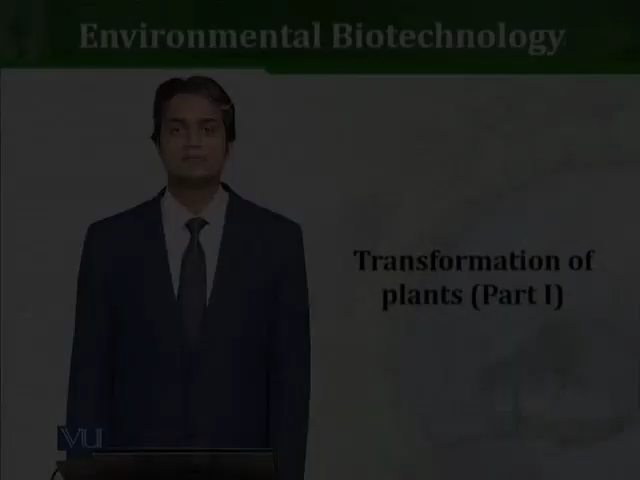 Environmental Biotechnology
Transformation of
plants (Part I)
VU